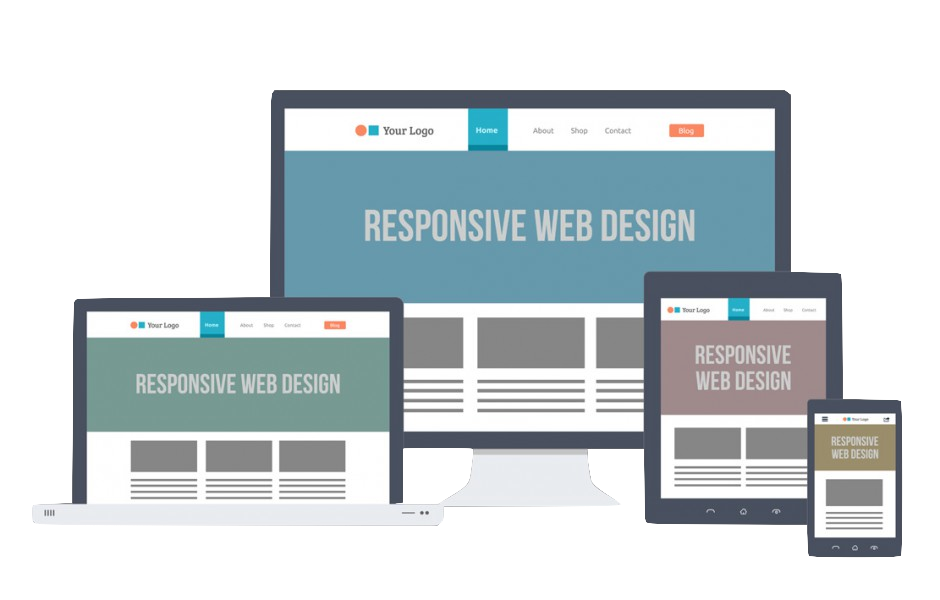 Your Logo Home About Shop Contact Blog
RESPONSIVE WEB DESIGN
Your Logo Home About Shop Contact Blog
RESPONSIVE WEB DESIGN
Your Logo Home About Shop Contact
RESPONSIVE
WEB DESIGN
Your Logo
RESPONSIVE
WEB DESIGN